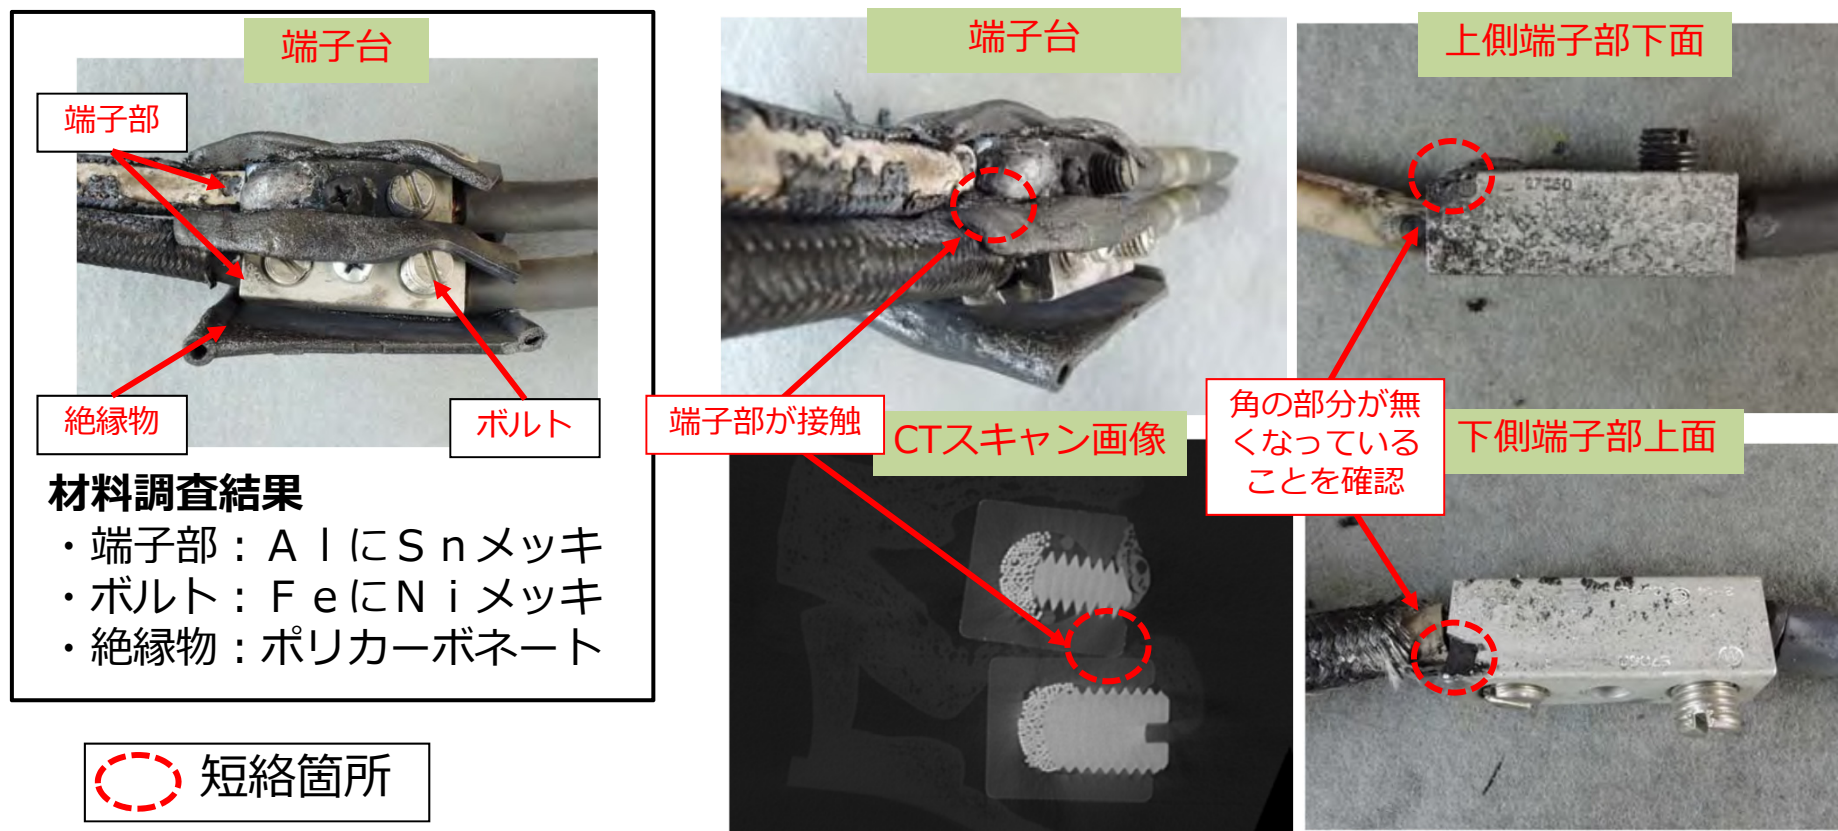 端子台
端子部
絶縁物
ボルト
材料調査結果
・端子部：ＡｌにＳｎメッキ
・ボルト：ＦｅにＮｉメッキ
・絶縁物：ポリカーボネート
短絡箇所
端子台
端子部が接触
CTスキャン画像
上側端子部下面
角の部分が無
くなっている
ことを確認
下側端子部上面